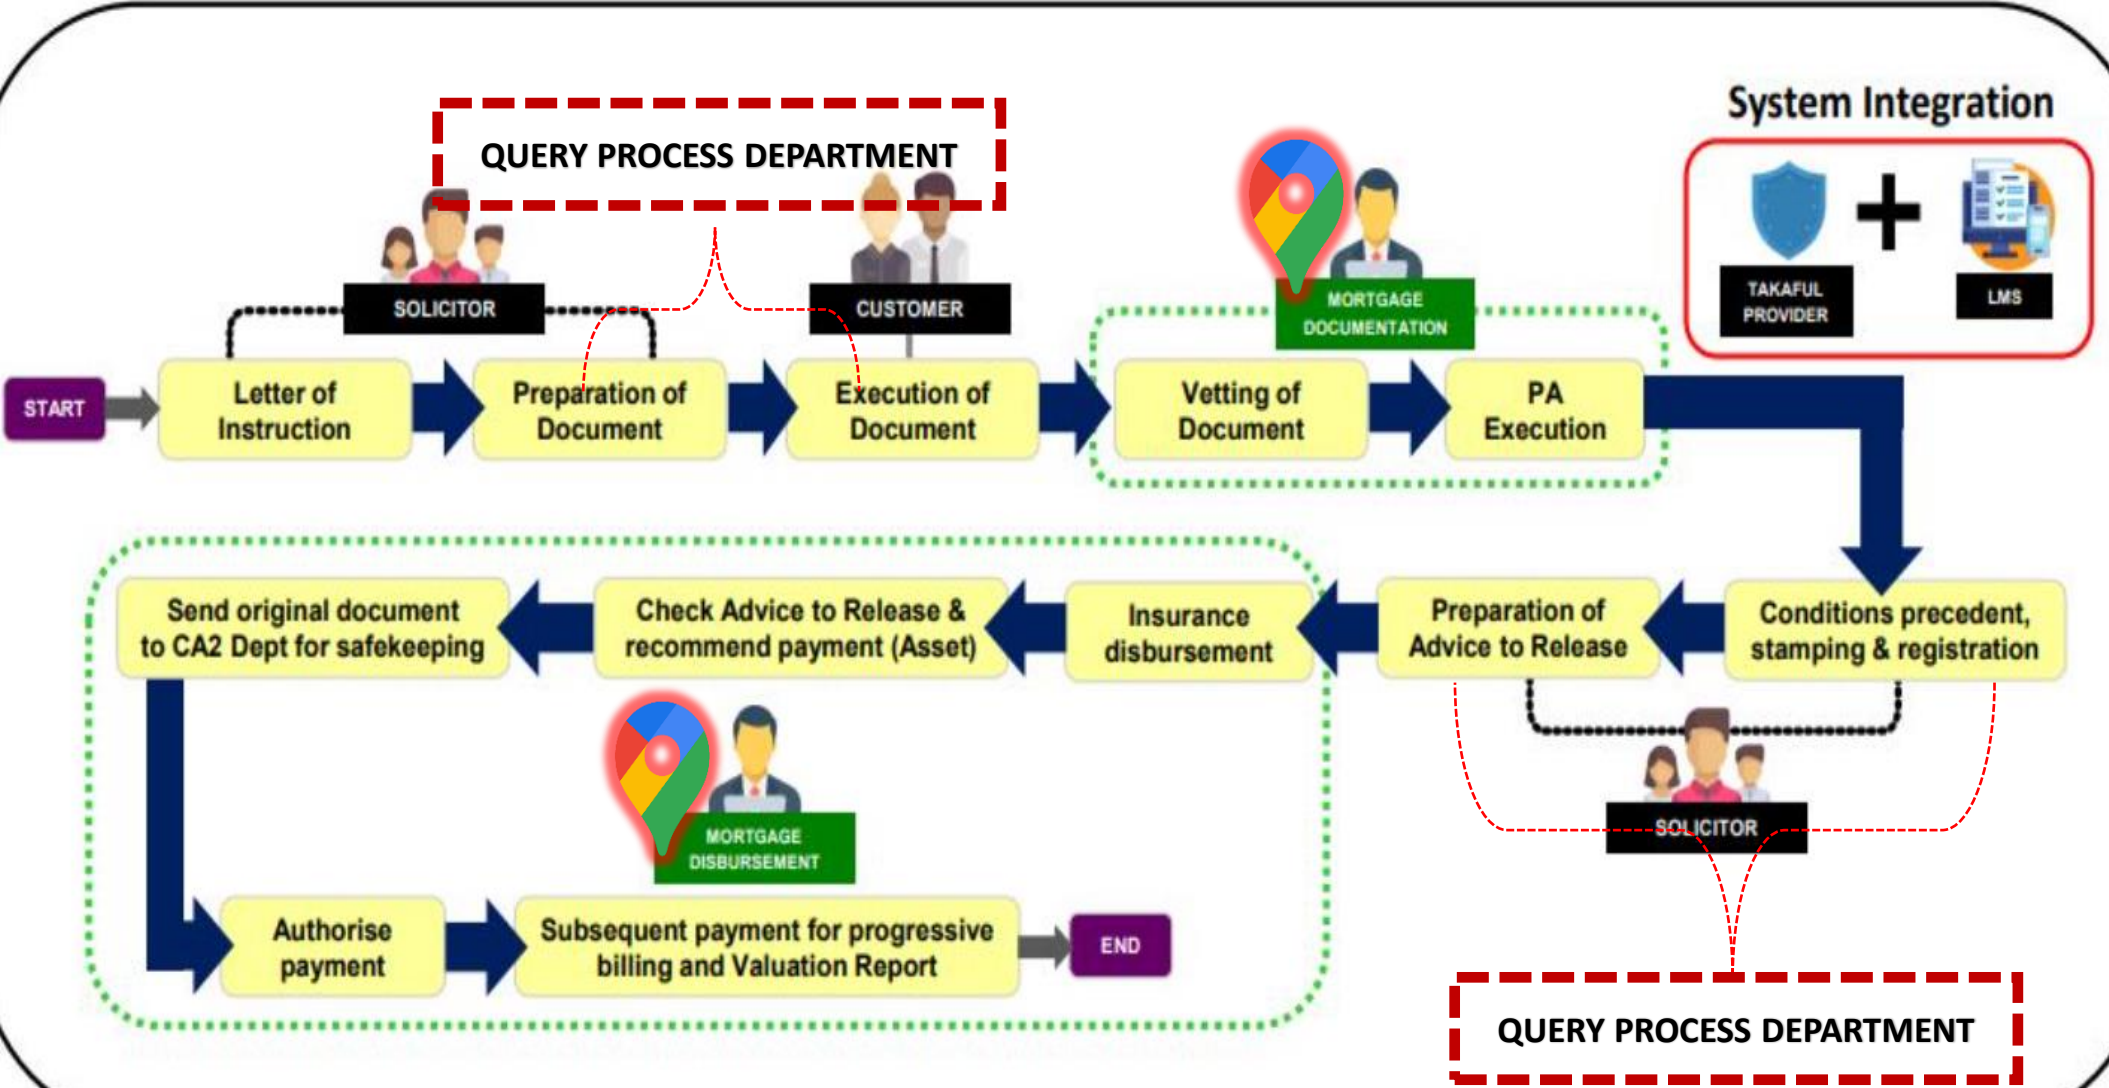 System Integration
QUERY PROCESS DEPARTMENT
TAKAFUL
PROVIDER
LMS
SOLICITOR
CUSTOMER
MORTGAGE
DOCUMENTATION
START
Letter of
Instruction
Preparation of
Document
Execution of
Document
Vetting of
Document
PA
Execution
Conditions precedent,
stamping & registration
Preparation of
Advice to Release
Insurance
disbursement
Check Advice to Release &
recommend payment (Asset)
Send original document
to CA2 Dept for safekeeping
MORTGAGE
DISBURSEMENT
SOLICITOR
Authorise
payment
Subsequent payment for progressive
billing and Valuation Report
END
QUERY PROCESS DEPARTMENT